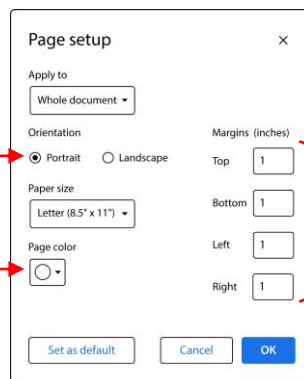 Page setup
Apply to
Whole document
Orientation
Portrait
Landscape
Paper size
Letter (8.5" x 11")
Page color
Margins (inches)
Top 1
Bottom 1
Left 1
Right 1
Set as default
Cancel
OK